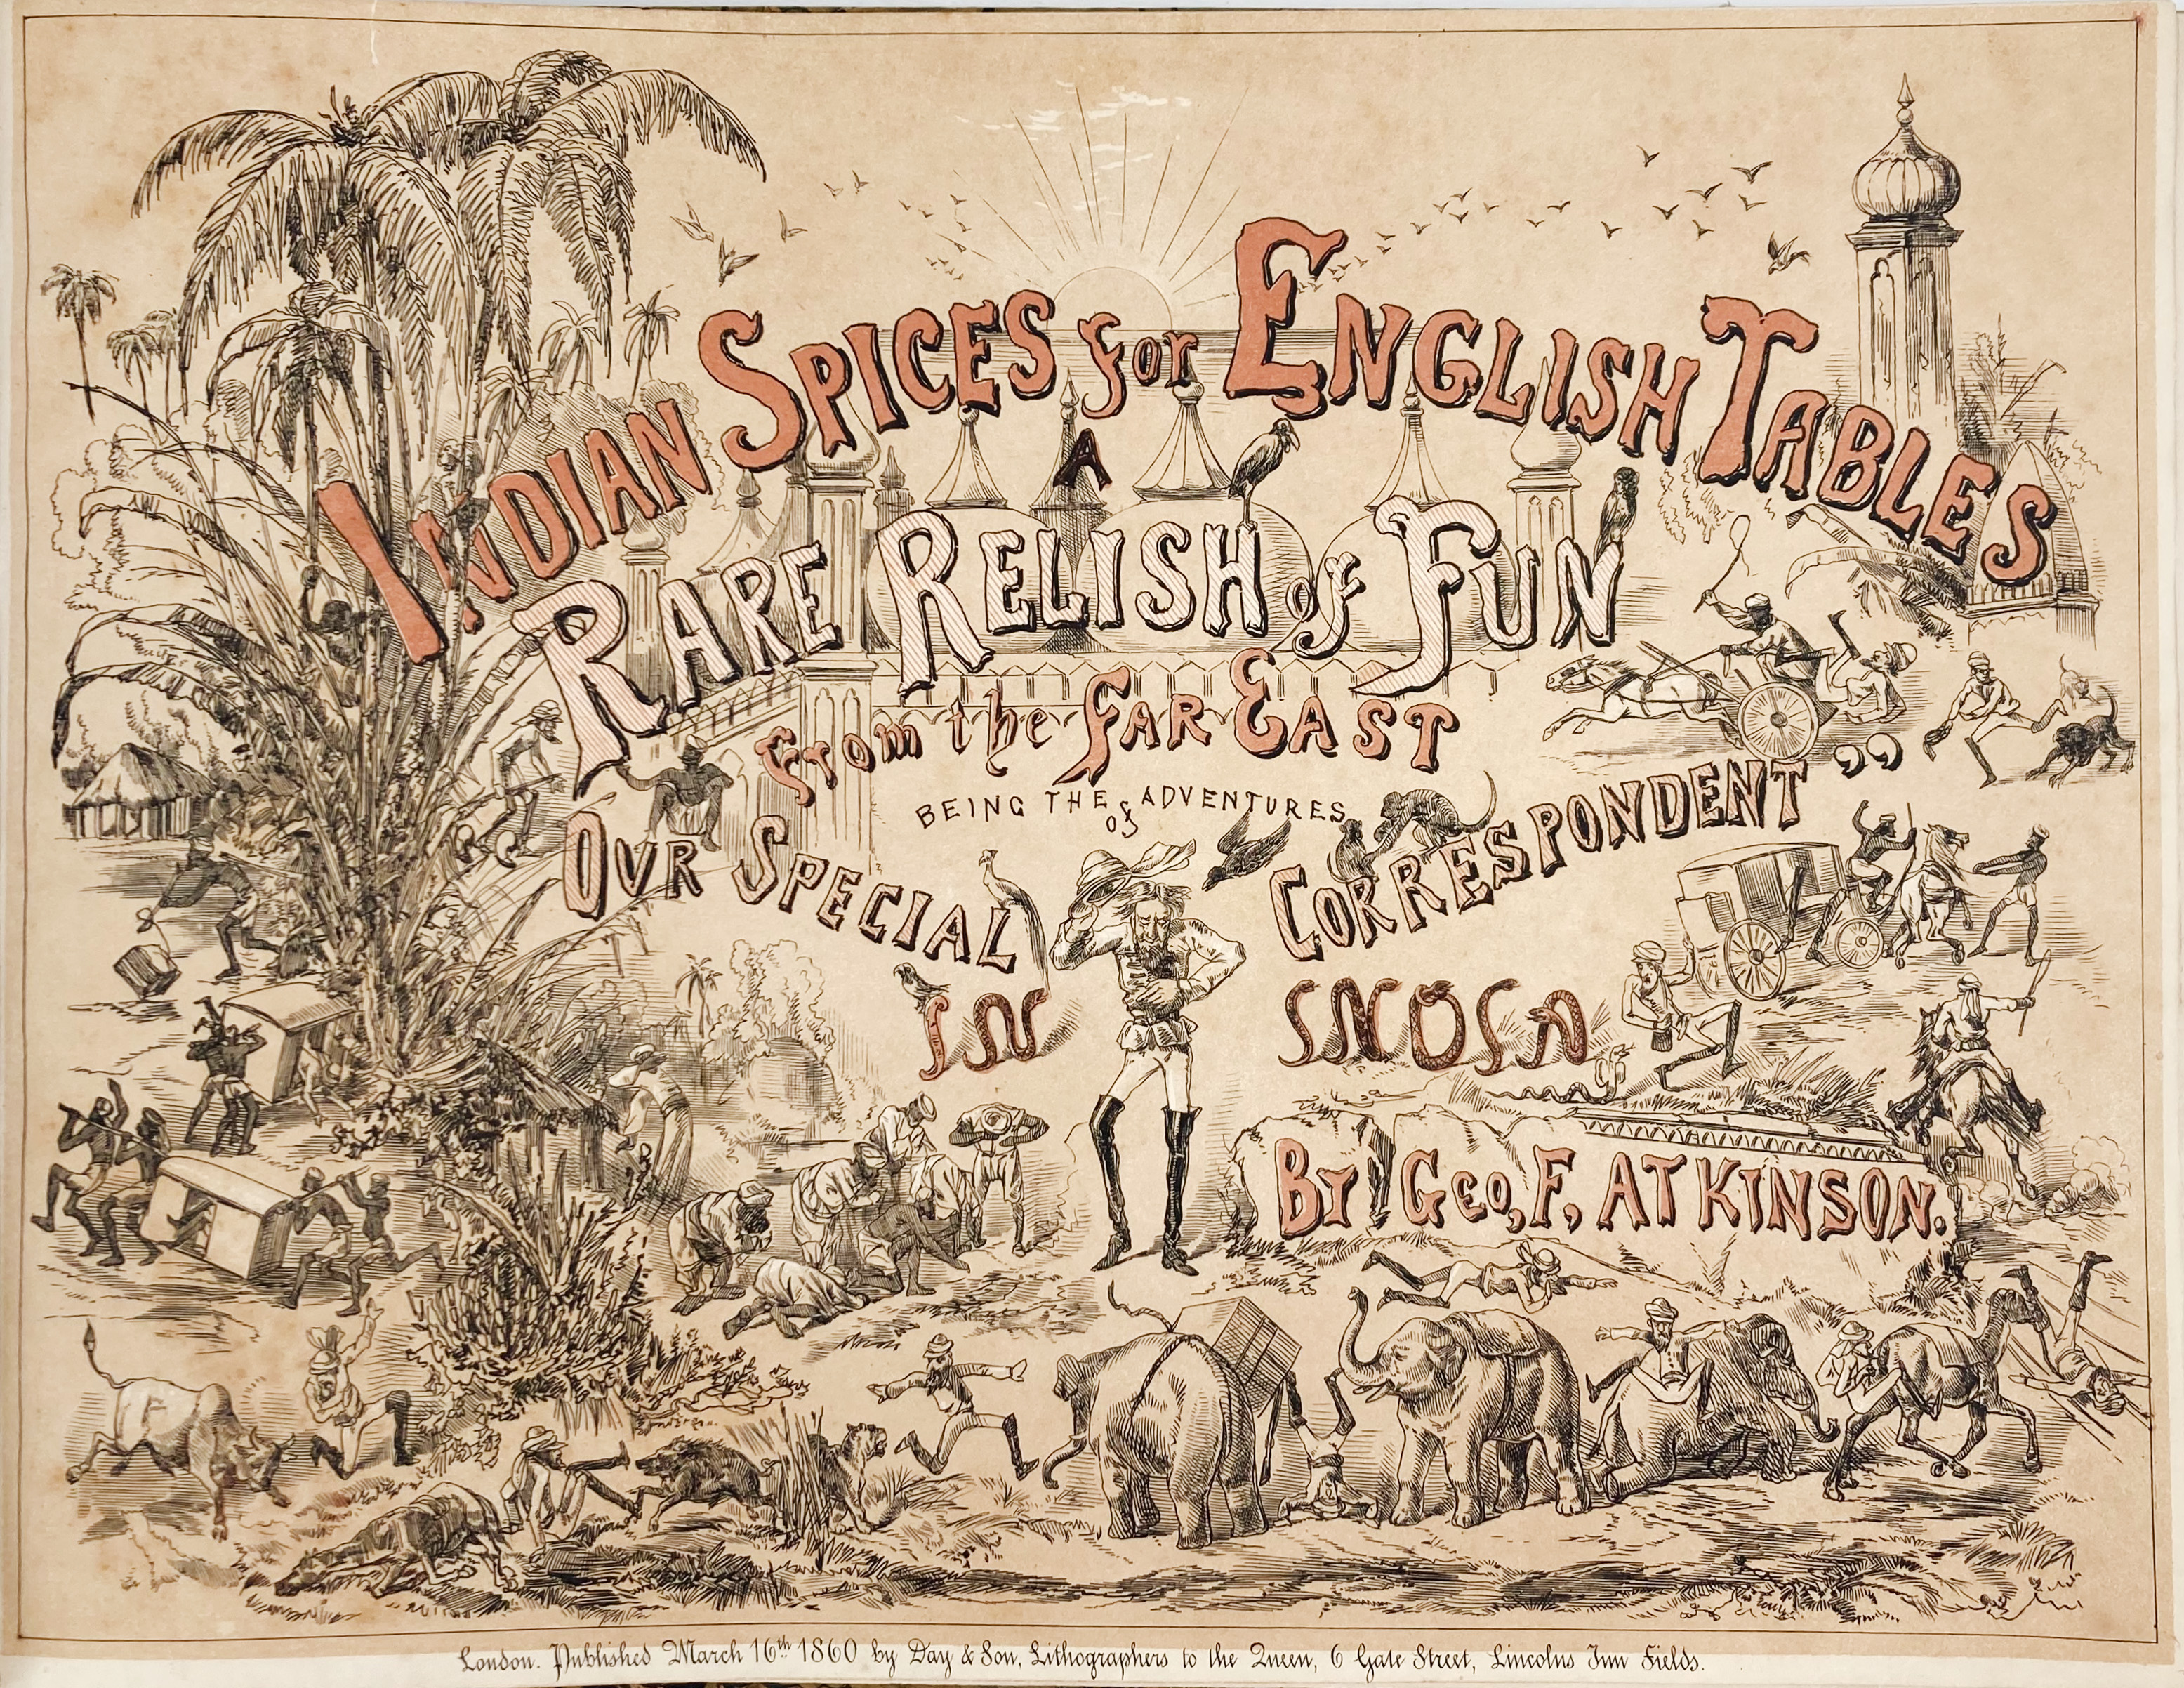 INDIAN SPICES for ENGLISH TABLES
A
RARE RELISH of FUN
from the FAR EAST
BEING THE ADVENTURES
of
OUR SPECIAL CORRESPONDENT”
IN INDIA
BY Geo, F, ATKINSON.
London. Published March 16th 1860 by Day & Son, Lithographers to the Queen, 6 Gate Street, Lincolns Inn Fields.